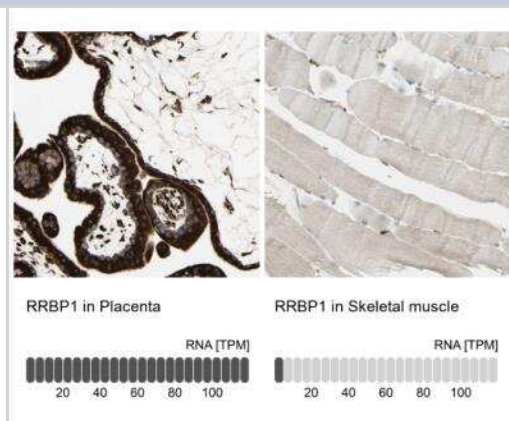 RRBP1 in Placenta
RNA [TPM]
20 40 60 80 100
RRBP1 in Skeletal muscle
RNA [TPM]
20 40 60 80 100